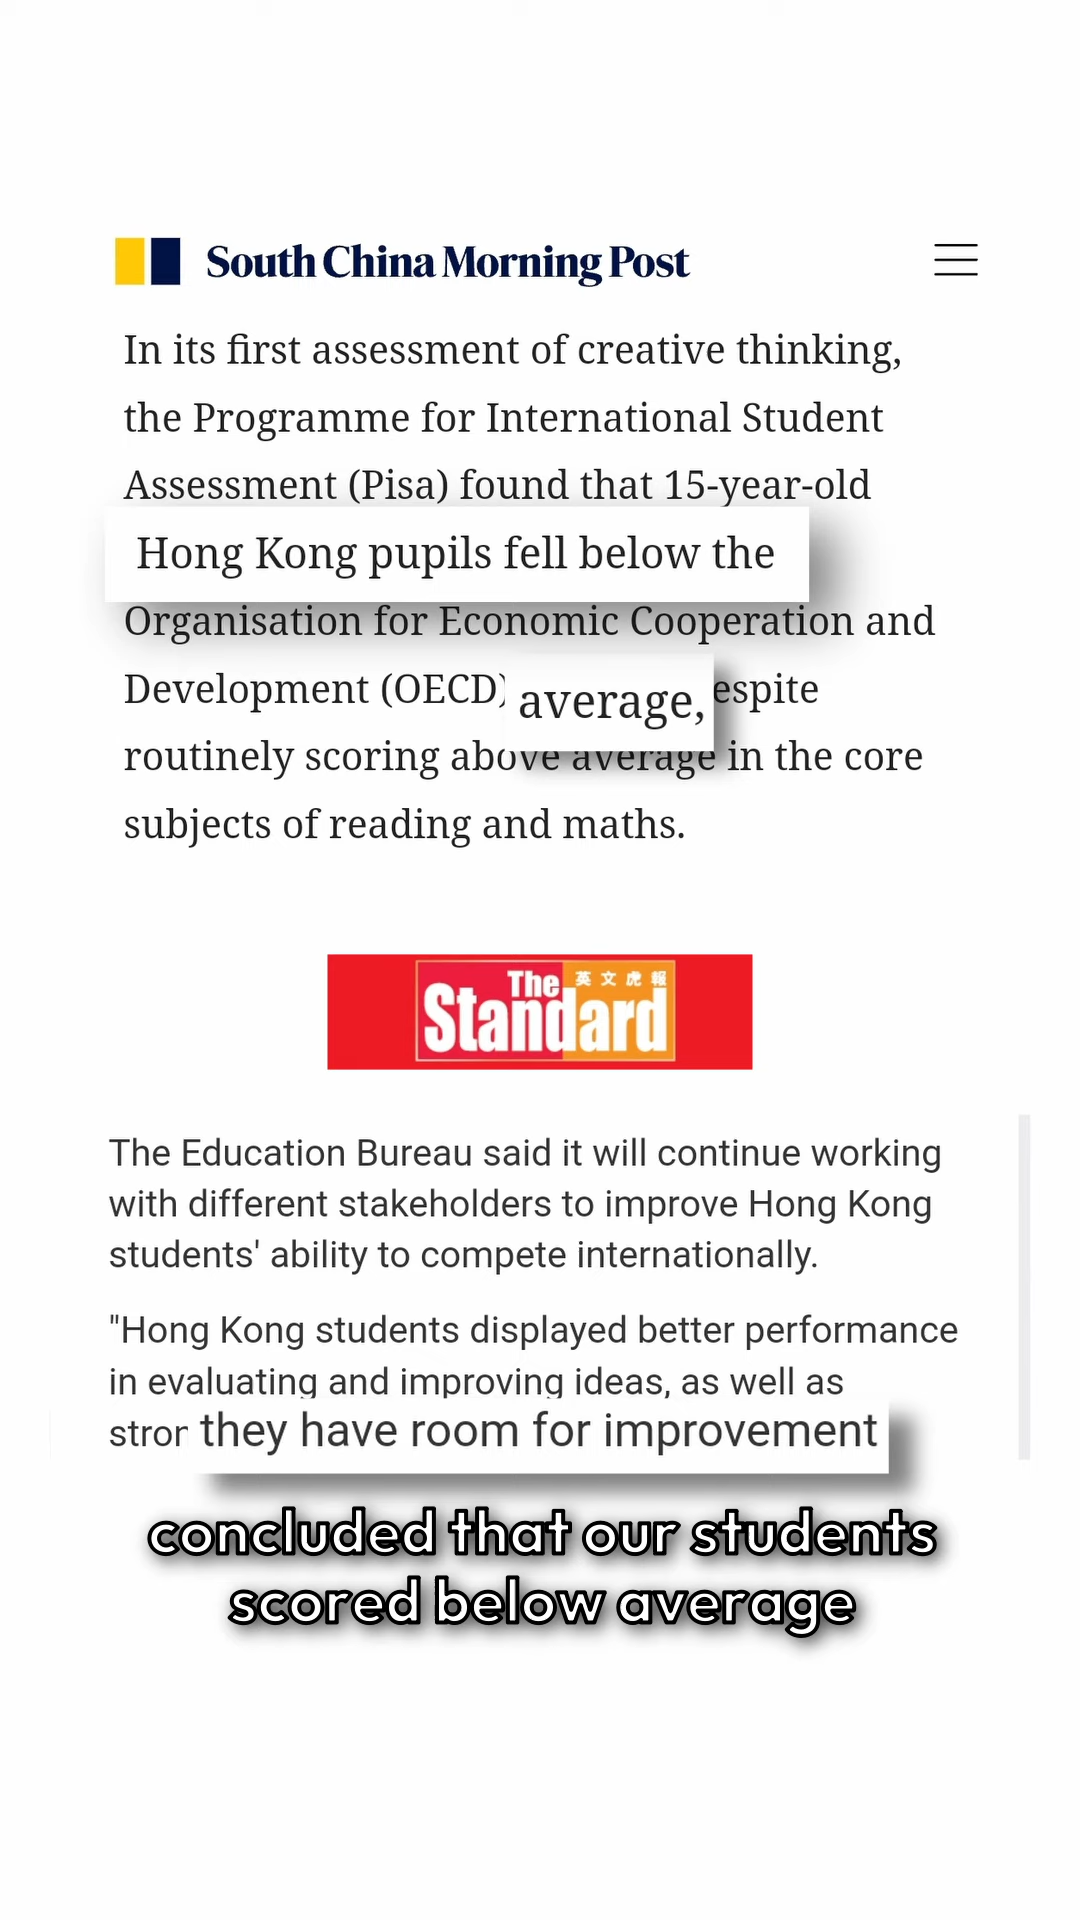 South China Morning Post
In its first assessment of creative thinking,
the Programme for International Student
Assessment (Pisa) found that 15-year-old
Hong Kong pupils fell below the
Organisation for Economic Cooperation and
Development (OECD) average, espite
routinely scoring above average in the core
subjects of reading and maths.
The 英文虎報
Standard
The Education Bureau said it will continue working
with different stakeholders to improve Hong Kong
students' ability to compete internationally.
"Hong Kong students displayed better performance
in evaluating and improving ideas, as well as
they have room for improvement
concluded that our students
scored below average